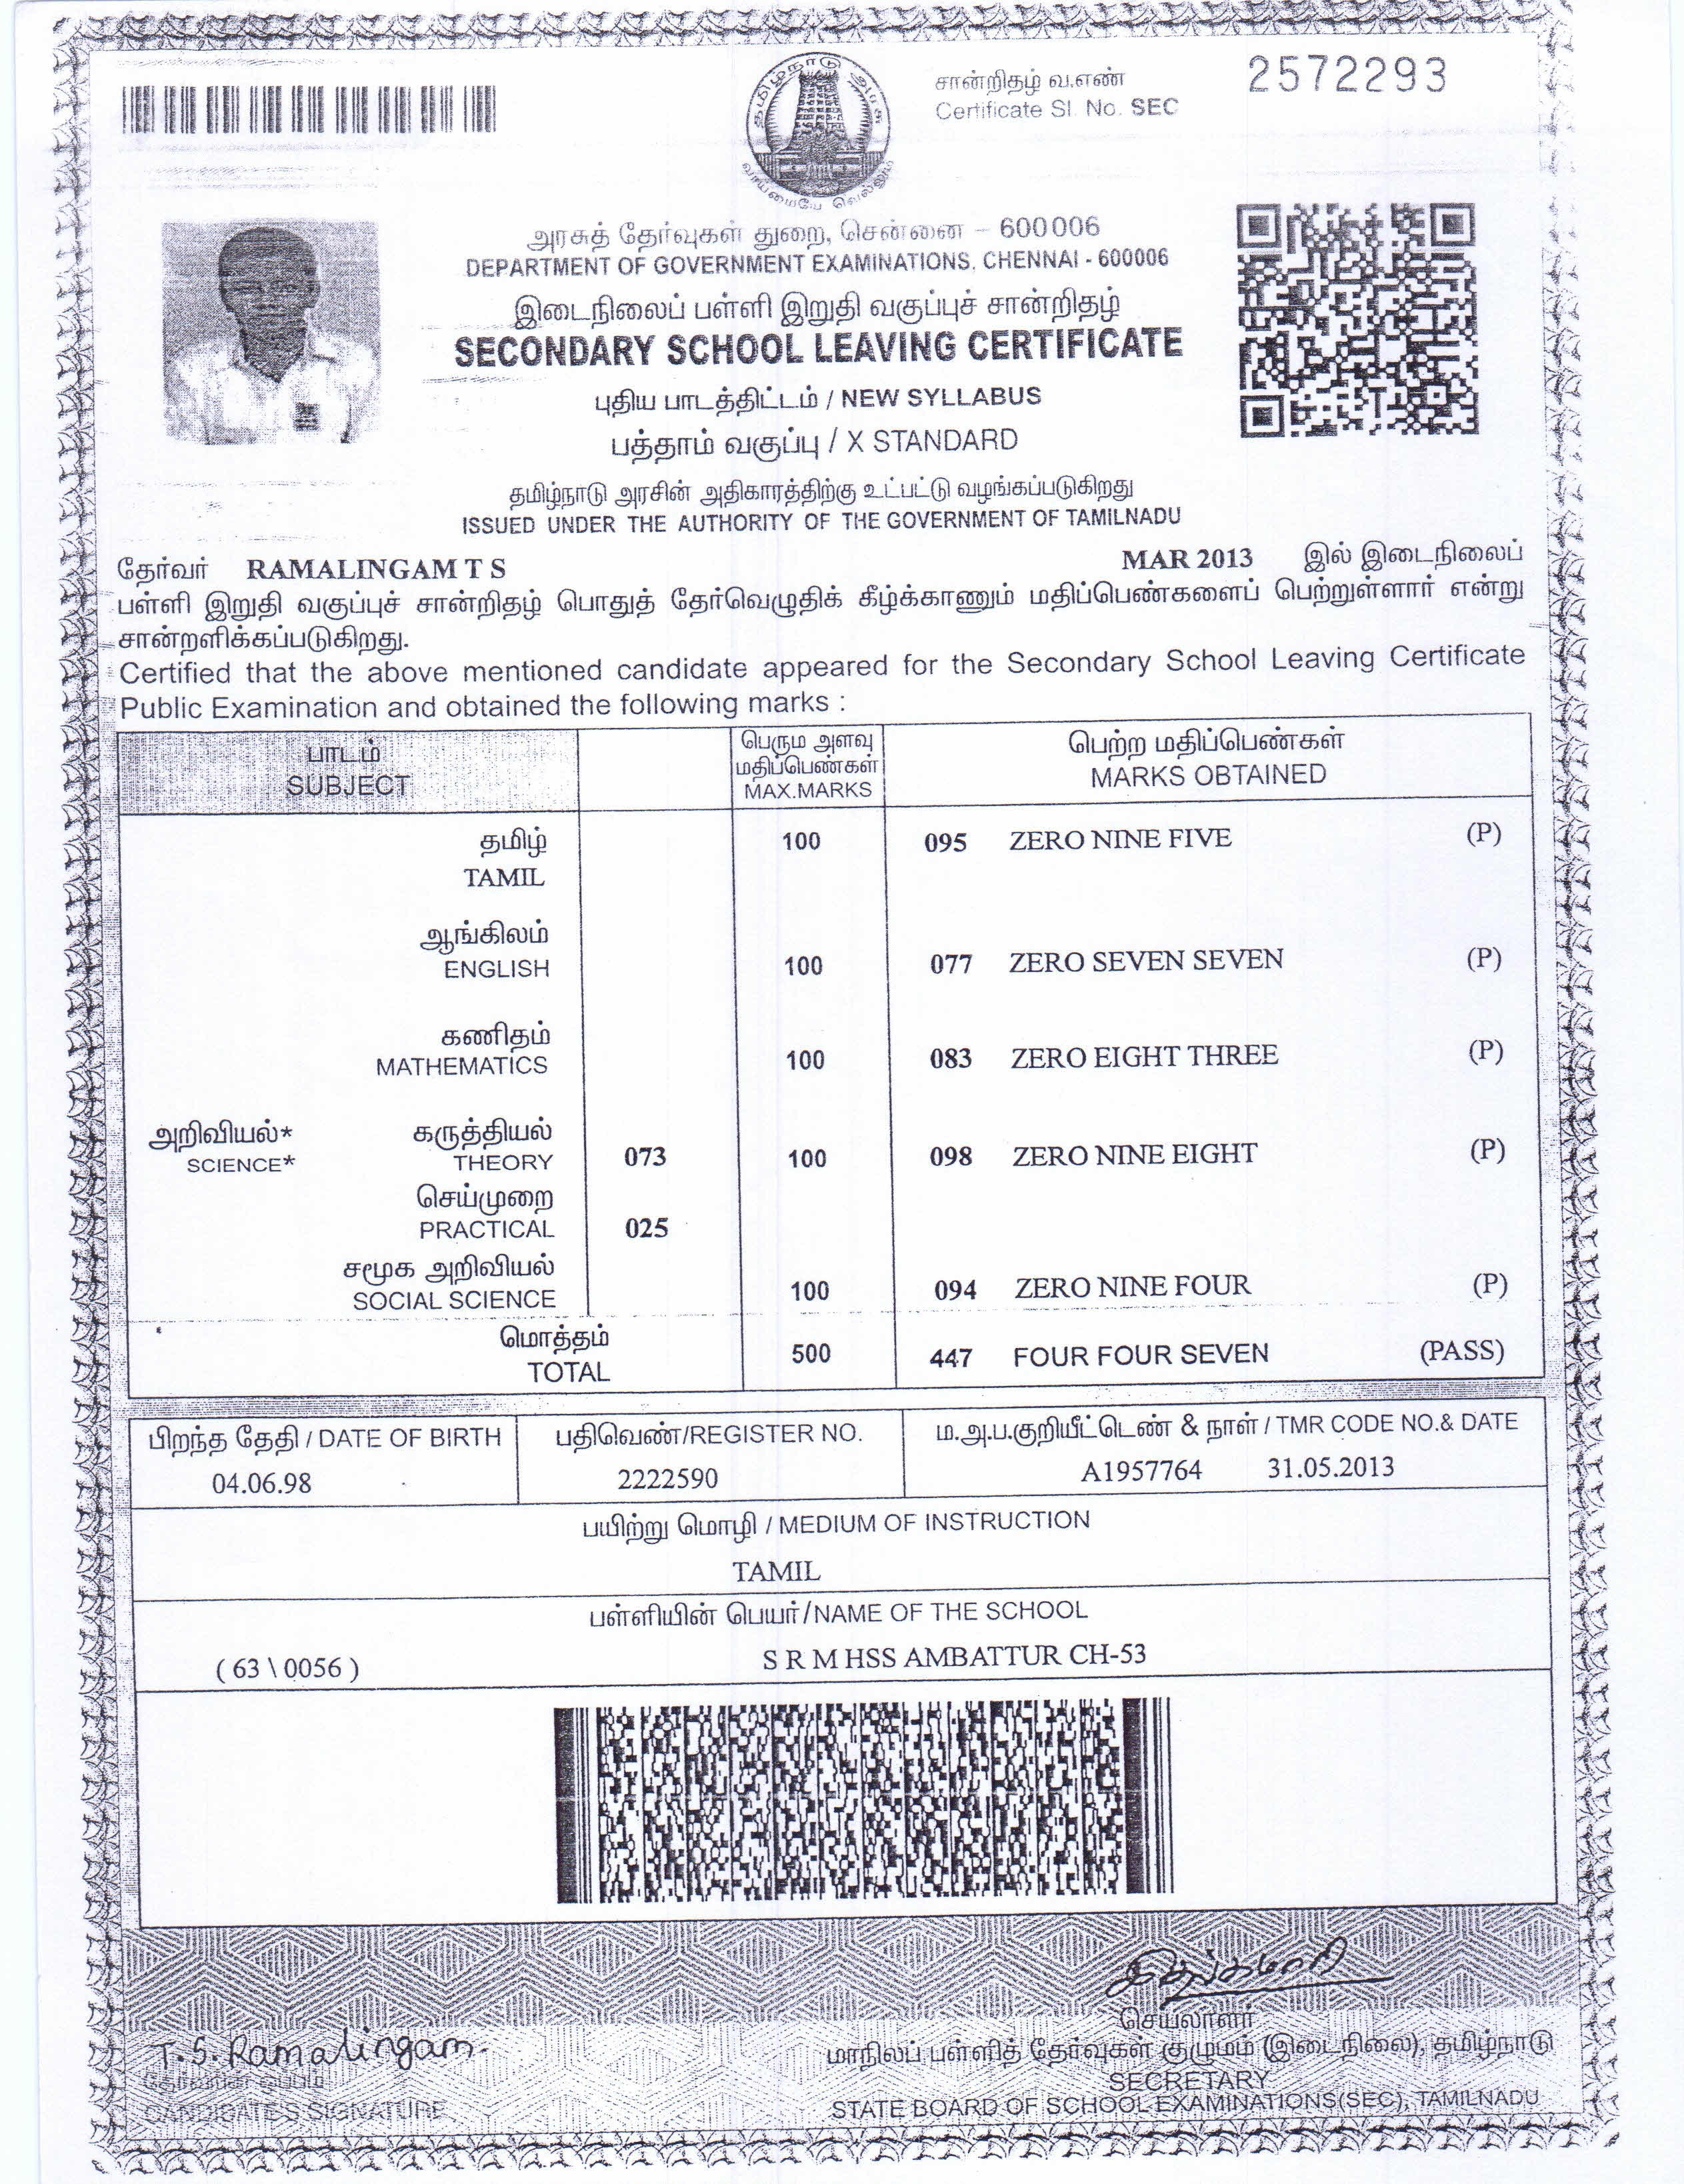 தமிழ்நாடு அரசு
வாய்மையே வெல்லும்
சான்றிதழ் வ.எண்
Certificate Sl. No. SEC
2572293
அரசுத் தேர்வுகள் துறை, சென்னை – 600006
DEPARTMENT OF GOVERNMENT EXAMINATIONS, CHENNAI - 600006
இடைநிலைப் பள்ளி இறுதி வகுப்புச் சான்றிதழ்
SECONDARY SCHOOL LEAVING CERTIFICATE
புதிய பாடத்திட்டம் / NEW SYLLABUS
பத்தாம் வகுப்பு / X STANDARD
தமிழ்நாடு அரசின் அதிகாரத்திற்கு உட்பட்டு வழங்கப்படுகிறது
ISSUED UNDER THE AUTHORITY OF THE GOVERNMENT OF TAMILNADU
தேர்வர் RAMALINGAM T S MAR 2013 இல் இடைநிலைப்
பள்ளி இறுதி வகுப்புச் சான்றிதழ் பொதுத் தேர்வெழுதிக் கீழ்க்காணும் மதிப்பெண்களைப் பெற்றுள்ளார் என்று
சான்றளிக்கப்படுகிறது.
Certified that the above mentioned candidate appeared for the Secondary School Leaving Certificate
Public Examination and obtained the following marks :
பாடம் பெரும அளவு பெற்ற மதிப்பெண்கள்
மதிப்பெண்கள்
SUBJECT MAX.MARKS MARKS OBTAINED
தமிழ் 100 095 ZERO NINE FIVE (P)
TAMIL
ஆங்கிலம்
ENGLISH 100 077 ZERO SEVEN SEVEN (P)
கணிதம்
MATHEMATICS 100 083 ZERO EIGHT THREE (P)
அறிவியல்* கருத்தியல்
SCIENCE* THEORY 073 100 098 ZERO NINE EIGHT (P)
செய்முறை
PRACTICAL 025
சமூக அறிவியல்
SOCIAL SCIENCE 100 094 ZERO NINE FOUR (P)
மொத்தம்
TOTAL 500 447 FOUR FOUR SEVEN (PASS)
பிறந்த தேதி / DATE OF BIRTH பதிவெண்/REGISTER NO. ம.அ.ப.குறியீட்டெண் & நாள் / TMR CODE NO.& DATE
04.06.98 2222590 A1957764 31.05.2013
பயிற்று மொழி / MEDIUM OF INSTRUCTION
TAMIL
பள்ளியின் பெயர்/NAME OF THE SCHOOL
( 63 \ 0056 ) S R M HSS AMBATTUR CH-53
செயலாளர்
T.S. Ramalingam. மாநிலப் பள்ளித் தேர்வுகள் குழுமம் (இடைநிலை), தமிழ்நாடு
தேர்வரின் ஒப்பம் SECRETARY
CANDIDATE'S SIGNATURE STATE BOARD OF SCHOOL EXAMINATIONS(SEC), TAMILNADU